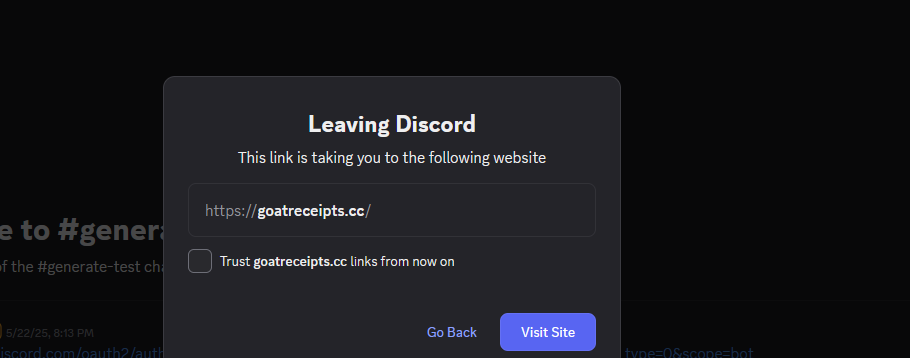 Leaving Discord
This link is taking you to the following website
https://goatreceipts.cc/
e to #genera
of the #generate-test cha
Trust goatreceipts.cc links from now on
5/22/25, 8:13 PM
Go Back
Visit Site
iscord.com/oauth2/auth
type=0&scope=bot